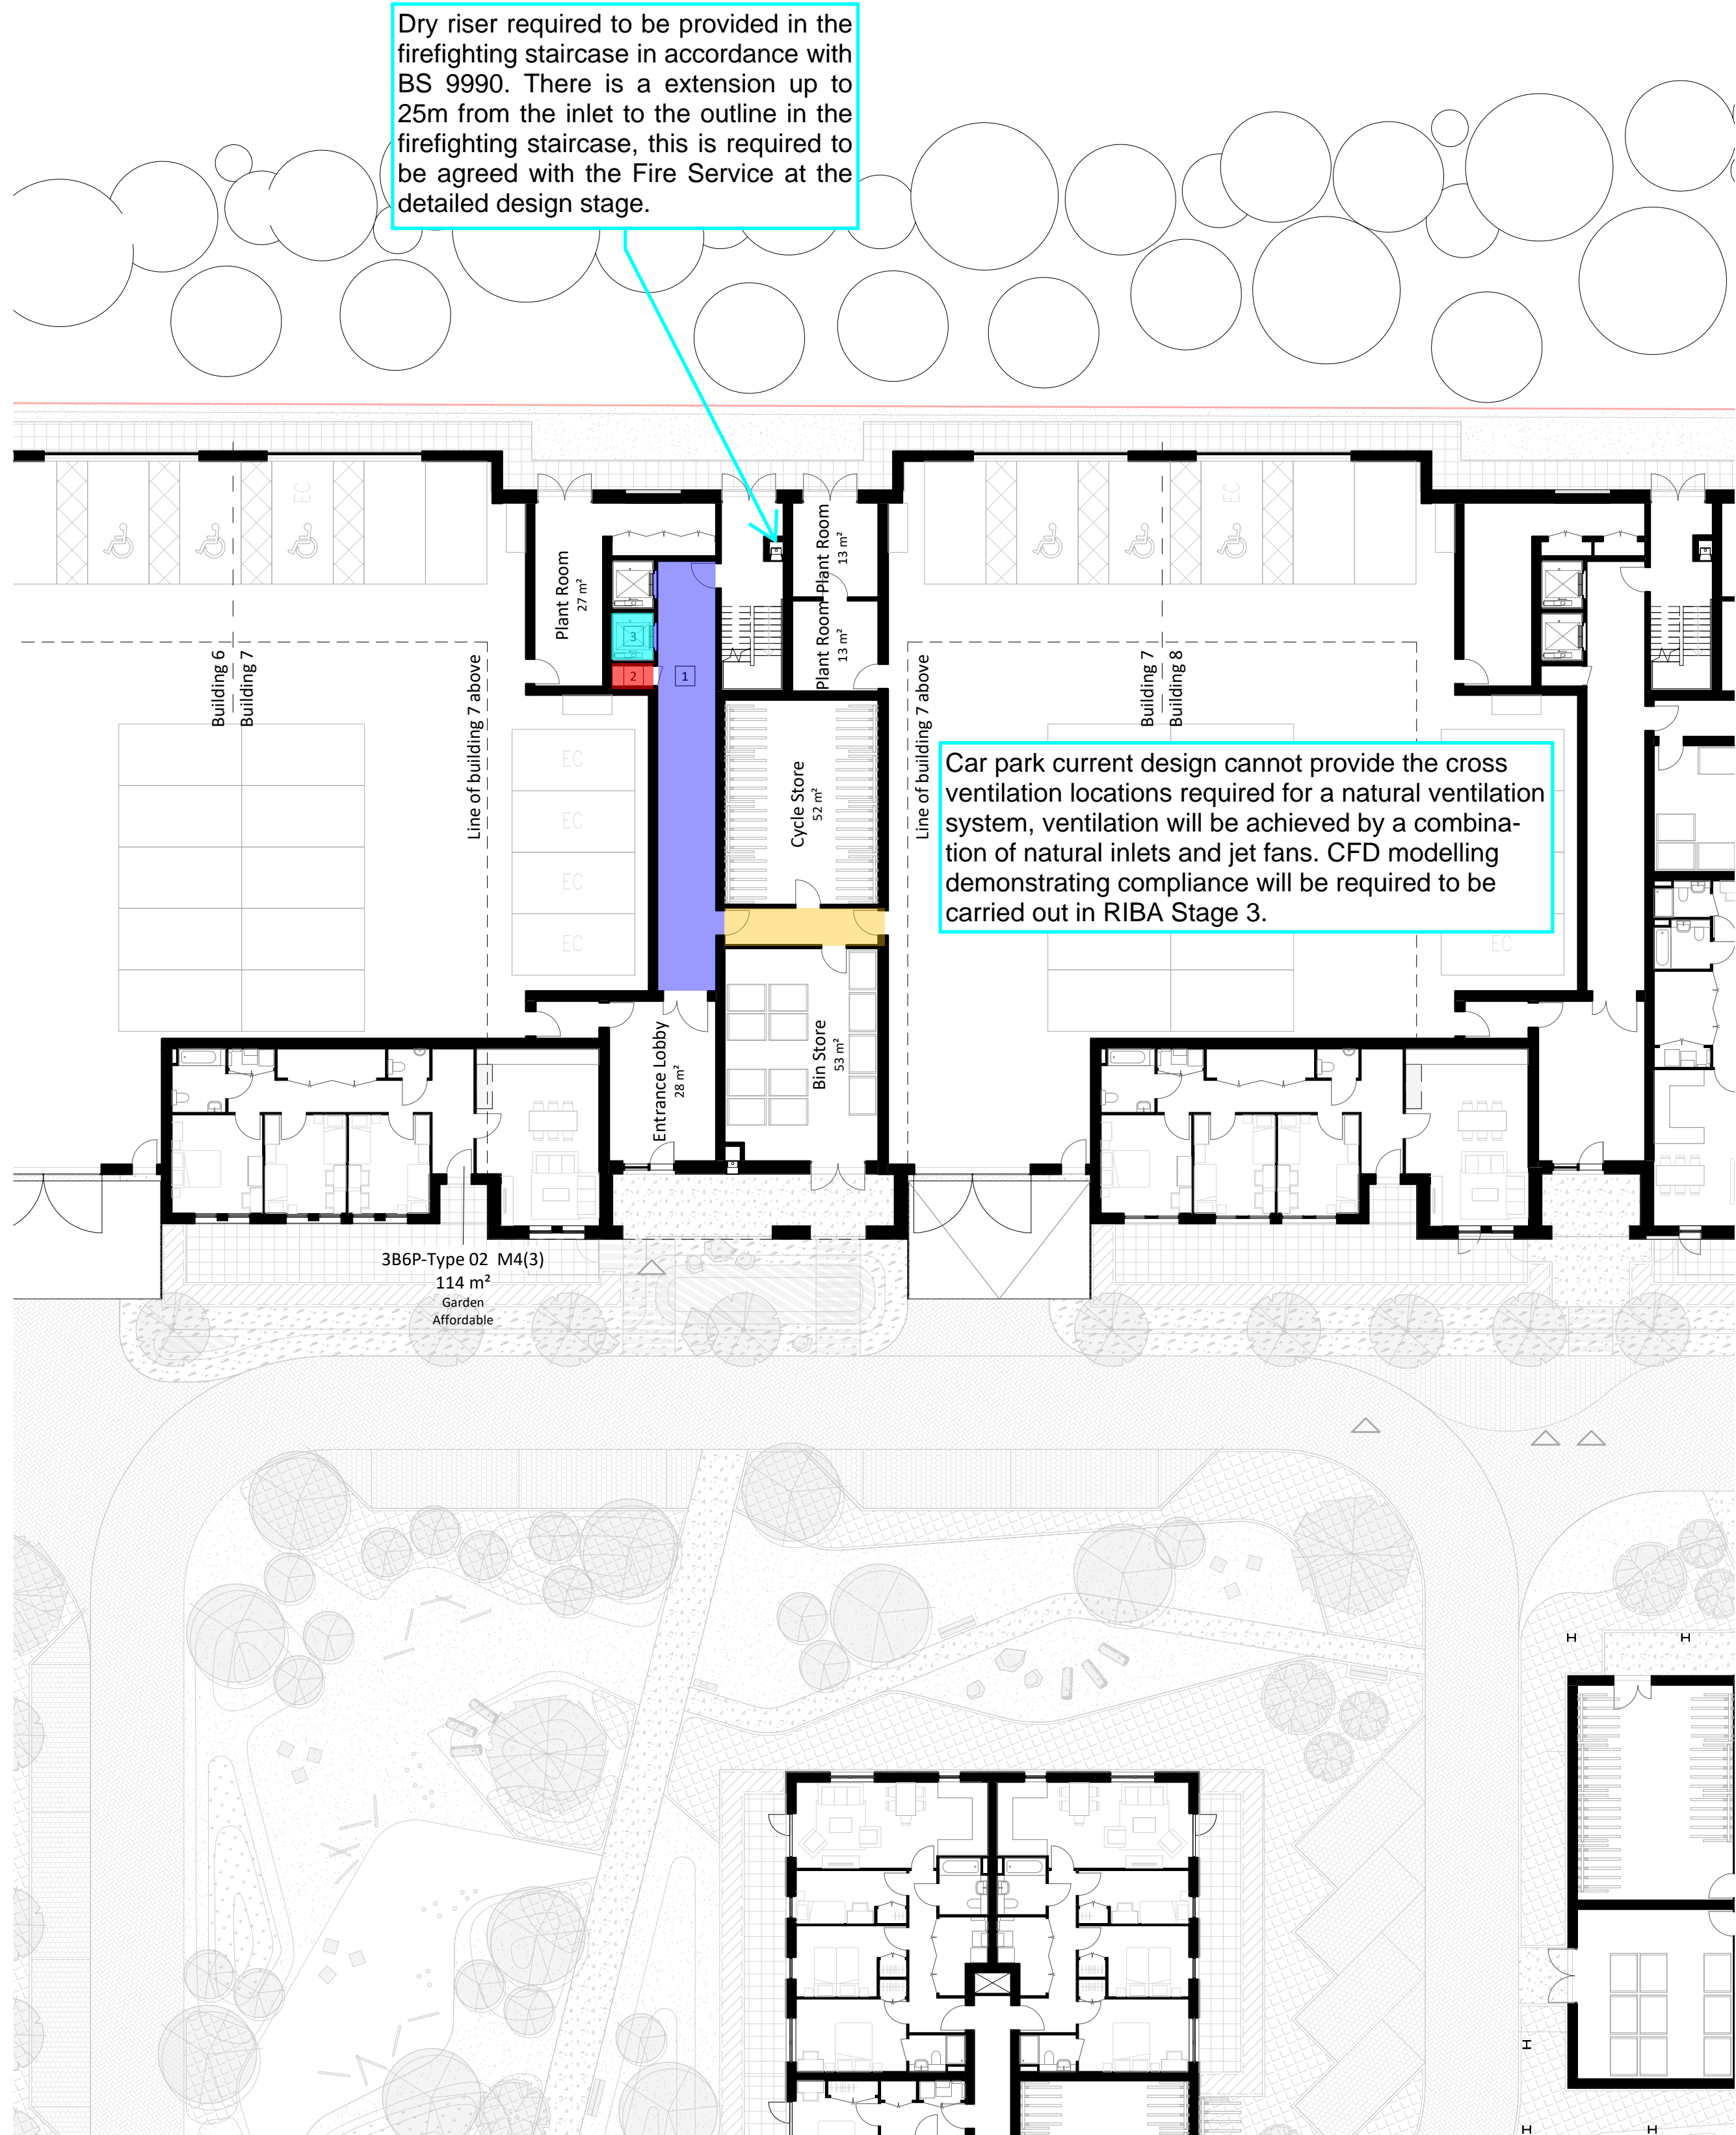 Dry riser required to be provided in the
firefighting staircase in accordance with
BS 9990. There is a extension up to
25m from the inlet to the outline in the
firefighting staircase, this is required to
be agreed with the Fire Service at the
detailed design stage.
EC
EC
Plant Room
27 m²
Plant Room
13 m²
Plant Room
13 m²
3
2
1
Building 6
Building 7
Line of building 7 above
Line of building 7 above
Building 7
Building 8
EC
EC
EC
EC
Cycle Store
52 m²
Car park current design cannot provide the cross
ventilation locations required for a natural ventilation
system, ventilation will be achieved by a combina-
tion of natural inlets and jet fans. CFD modelling
demonstrating compliance will be required to be
carried out in RIBA Stage 3.
EC
Entrance Lobby
28 m²
Bin Store
53 m²
3B6P-Type 02 M4(3)
114 m²
Garden
Affordable
H
H
H
H
H